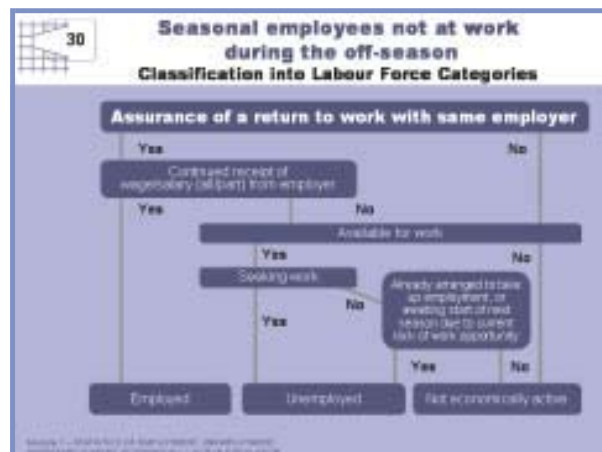 30
Seasonal employees not at work
during the off-season
Classification into Labour Force Categories
Assurance of a return to work with same employer
Yes
No
Continued receipt of
wage/salary (all/part) from employer
Yes
No
Available for work
Yes
No
Seeking work
Already arranged to take
up employment, or
awaiting start of next
season due to current
lack of work opportunity
No
Yes
Yes
No
Employed
Unemployed
Not economically active